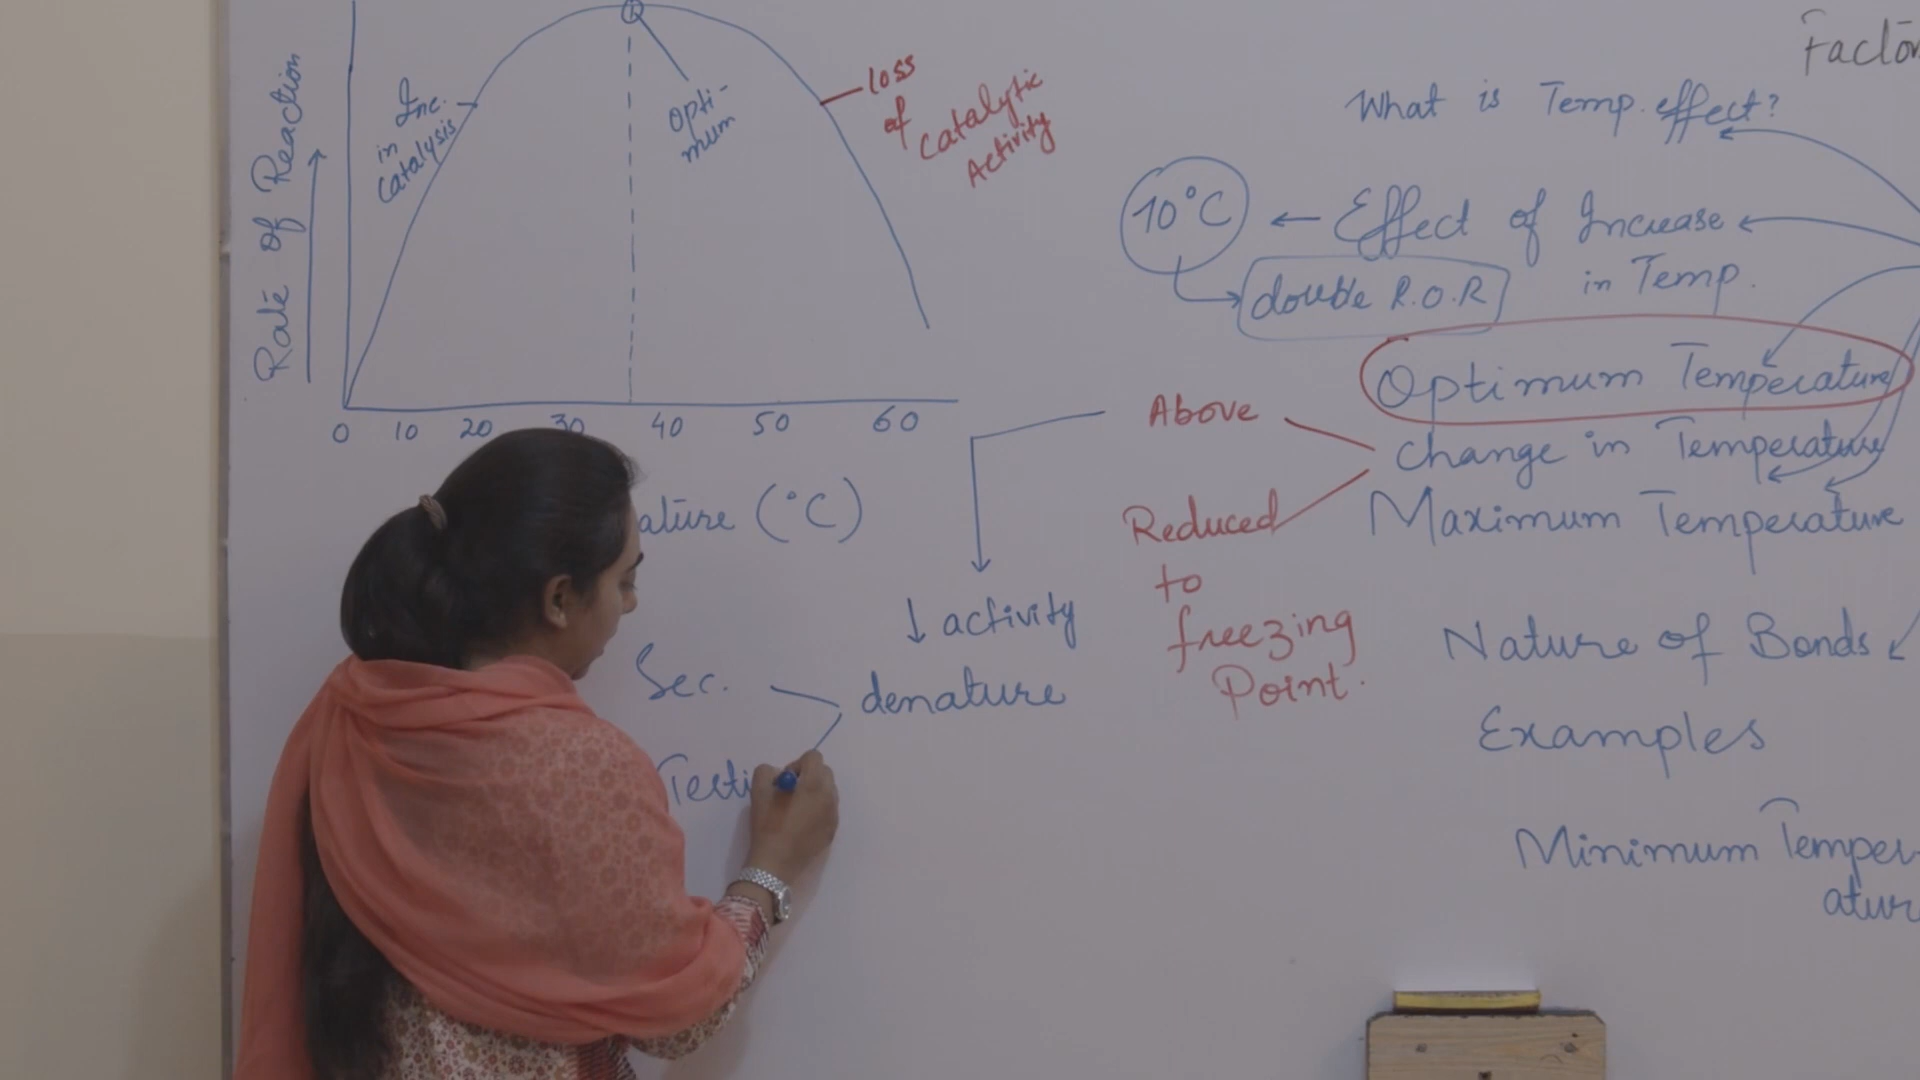 Rate of Reaction
Inc.
in
Catalysis
Opti-
mum
loss
of
Catalytic
Activity
0 10 20 30 40 50 60
ature (°C)
What is Temp. effect?
10°C ← Effect of Increase
in Temp.
double R.O.R
Optimum Temperature
Above
Change in Temperature
Reduced
to
freezing
Point.
Maximum Temperature
↓ activity
Sec.
denature
Nature of Bonds
Examples
Minimum Temper-